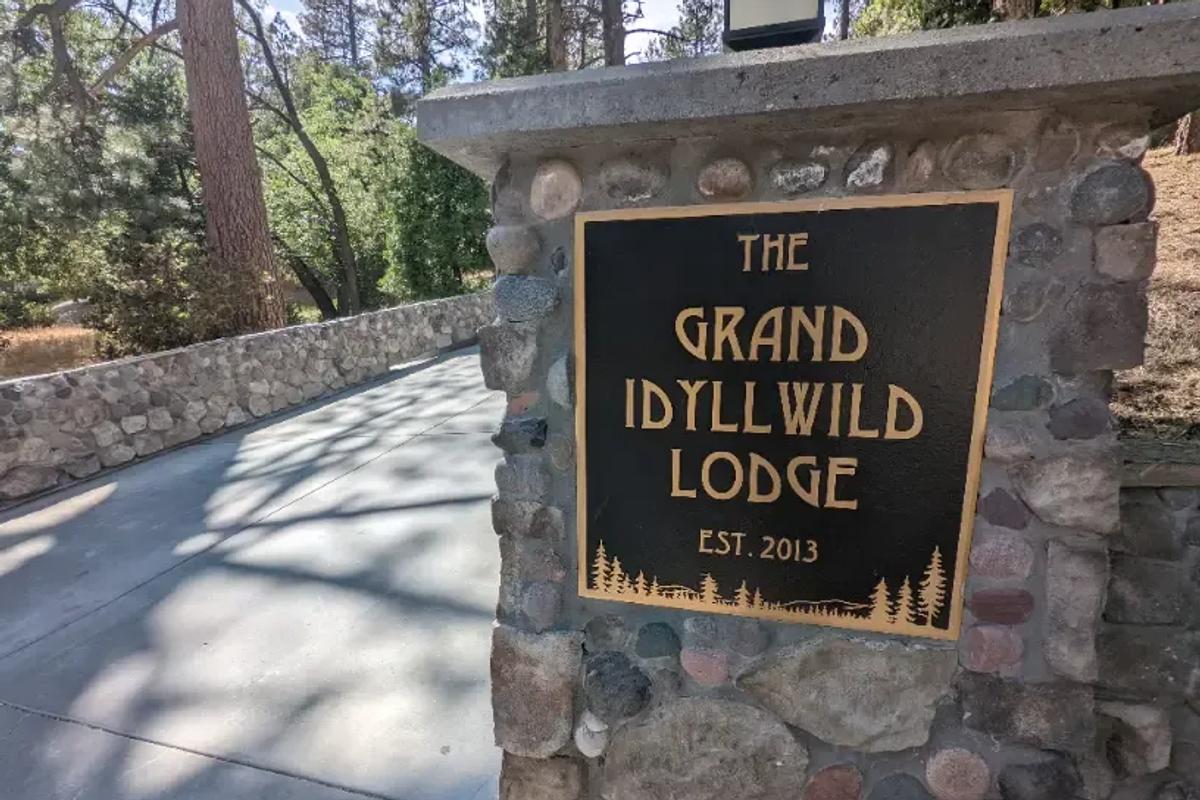 THE
GRAND
IDYLLWILD
LODGE
EST. 2013